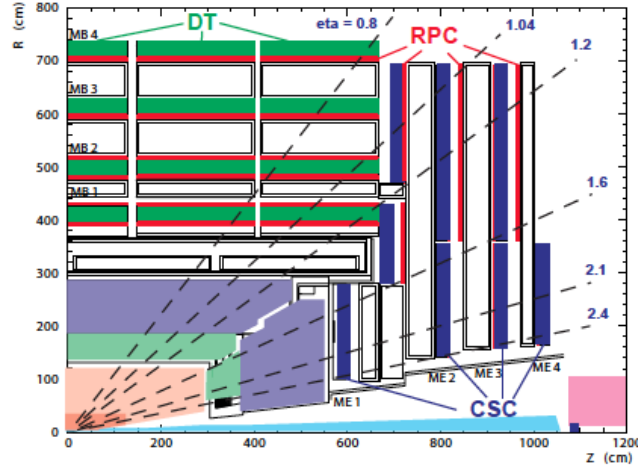 R (cm)
800
700
600
500
400
300
200
100
0
MB 4
MB 3
MB 2
MB 1
DT
eta = 0.8
RPC
1.04
1.2
1.6
2.1
2.4
ME 1
ME 2
ME 3
ME 4
CSC
0
200
400
600
800
1000
1200
Z (cm)